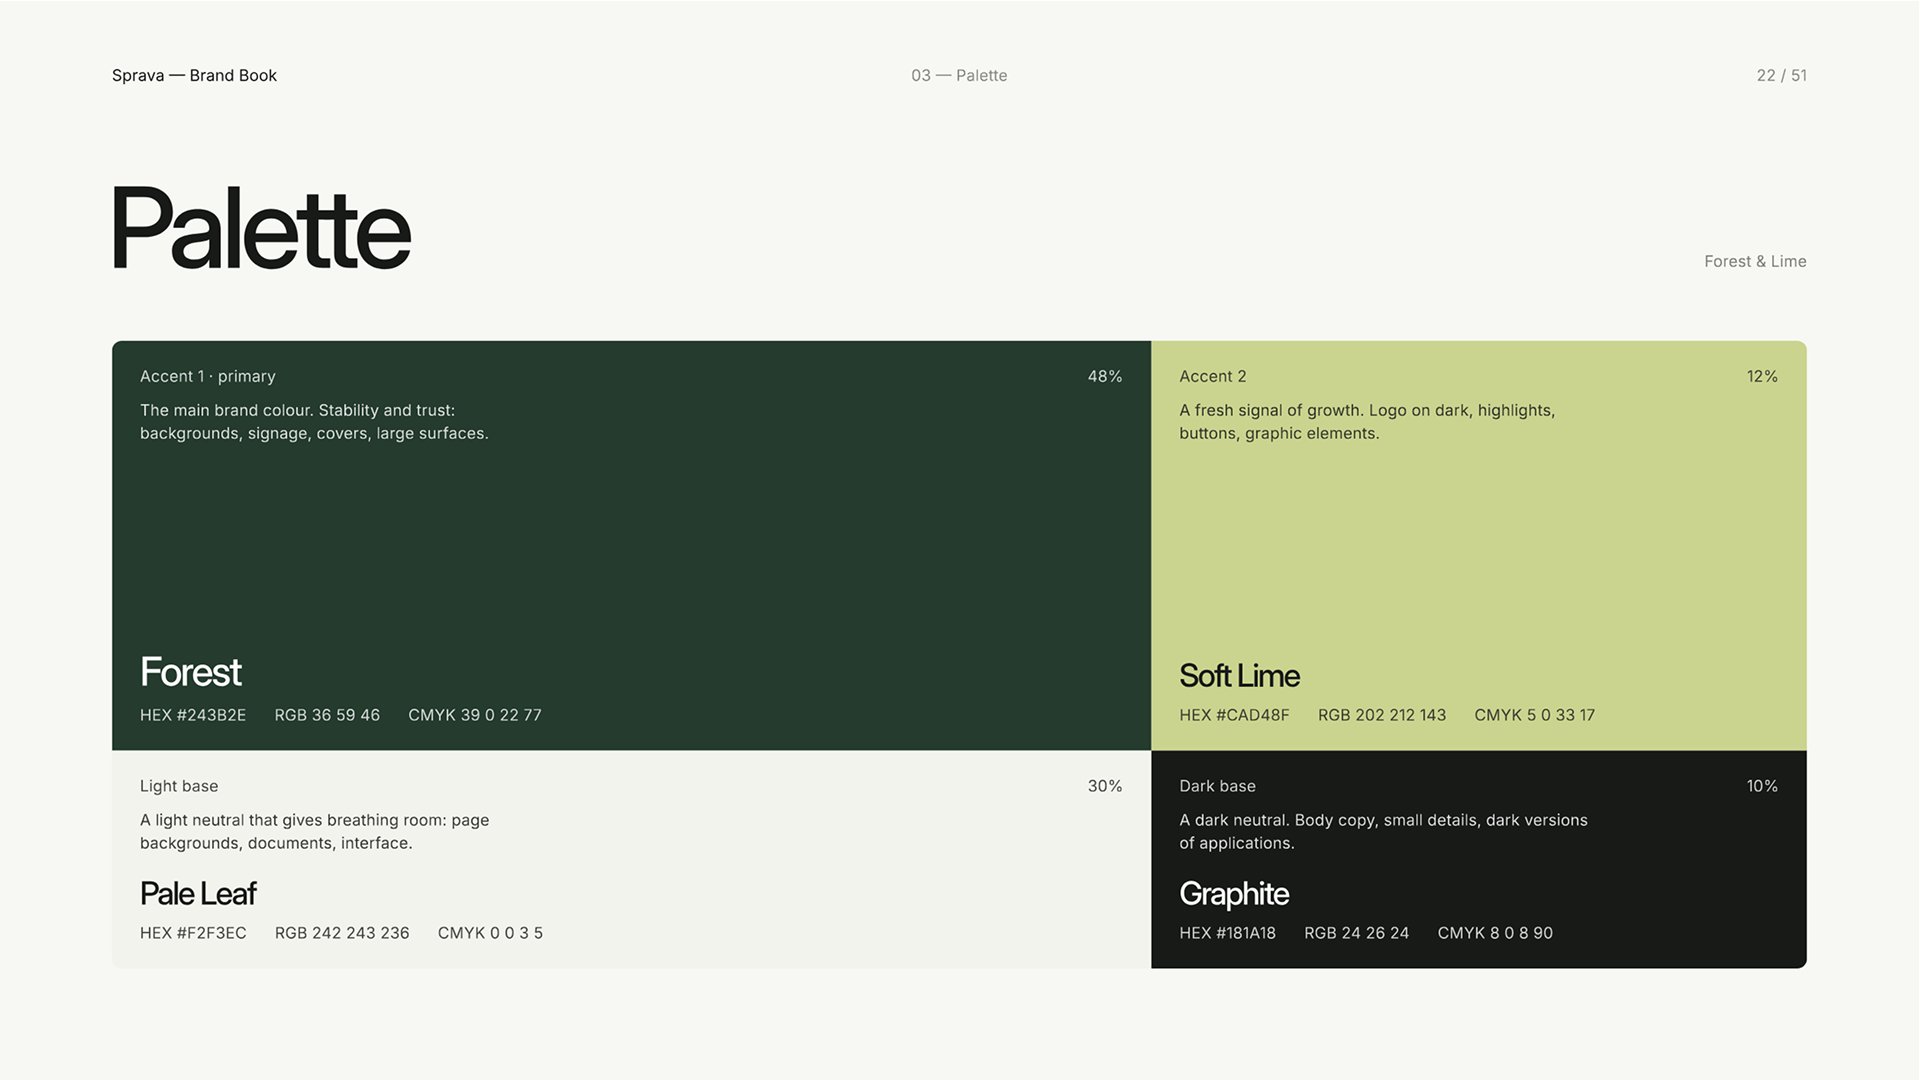 Sprava — Brand Book
03 — Palette
22 / 51
Palette
Forest & Lime
Accent 1 · primary
48%
The main brand colour. Stability and trust:
backgrounds, signage, covers, large surfaces.
Forest
HEX #243B2E RGB 36 59 46 CMYK 39 0 22 77
Accent 2
12%
A fresh signal of growth. Logo on dark, highlights,
buttons, graphic elements.
Soft Lime
HEX #CAD48F RGB 202 212 143 CMYK 5 0 33 17
Light base
30%
A light neutral that gives breathing room: page
backgrounds, documents, interface.
Pale Leaf
HEX #F2F3EC RGB 242 243 236 CMYK 0 0 3 5
Dark base
10%
A dark neutral. Body copy, small details, dark versions
of applications.
Graphite
HEX #181A18 RGB 24 26 24 CMYK 8 0 8 90